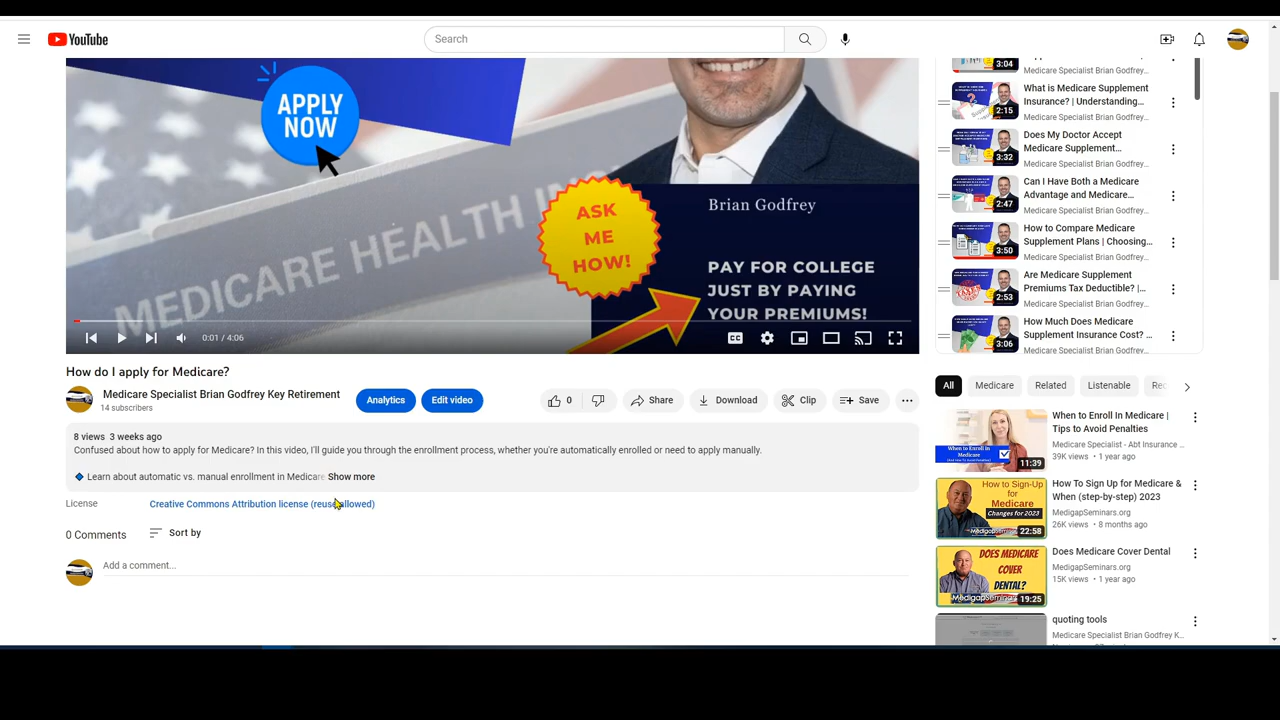 YouTube
Search
APPLY
NOW
MEDICARE HEALTH
ASK
ME
HOW!
Brian Godfrey
PAY FOR COLLEGE
JUST BY PAYING
YOUR PREMIUMS!
0:01 / 4:06
How do I apply for Medicare?
Medicare Specialist Brian Godfrey Key Retirement
14 subscribers
Analytics
Edit video
0
Share
Download
Clip
Save
8 views 3 weeks ago
Confused about how to apply for Medicare? In this video, I'll guide you through the enrollment process, whether you're automatically enrolled or need to apply manually.
Learn about automatic vs. manual enrollment in Medicare Show more
License
Creative Commons Attribution license (reuse allowed)
0 Comments
Sort by
Add a comment...
3:04
Medicare Specialist Brian Godfrey...
2:15
What is Medicare Supplement
Insurance? | Understanding...
Medicare Specialist Brian Godfrey...
3:32
Does My Doctor Accept
Medicare Supplement...
Medicare Specialist Brian Godfrey...
2:47
Can I Have Both a Medicare
Advantage and Medicare...
Medicare Specialist Brian Godfrey...
3:50
How to Compare Medicare
Supplement Plans | Choosing...
Medicare Specialist Brian Godfrey...
2:53
Are Medicare Supplement
Premiums Tax Deductible? |...
Medicare Specialist Brian Godfrey...
3:06
How Much Does Medicare
Supplement Insurance Cost? ...
All
Medicare
Related
Listenable
Rec
When to Enroll
11:39
When to Enroll In Medicare |
Tips to Avoid Penalties
Medicare Specialist - Abt Insurance ...
39K views • 1 year ago
How to Sign-Up
for
Medicare
Changes for 2023
22:58
How To Sign Up for Medicare &
When (step-by-step) 2023
MedigapSeminars.org
26K views • 8 months ago
DOES MEDICARE
COVER
DENTAL?
MedigapSeminars
19:25
Does Medicare Cover Dental
MedigapSeminars.org
15K views • 1 year ago
quoting tools
Medicare Specialist Brian Godfrey K...